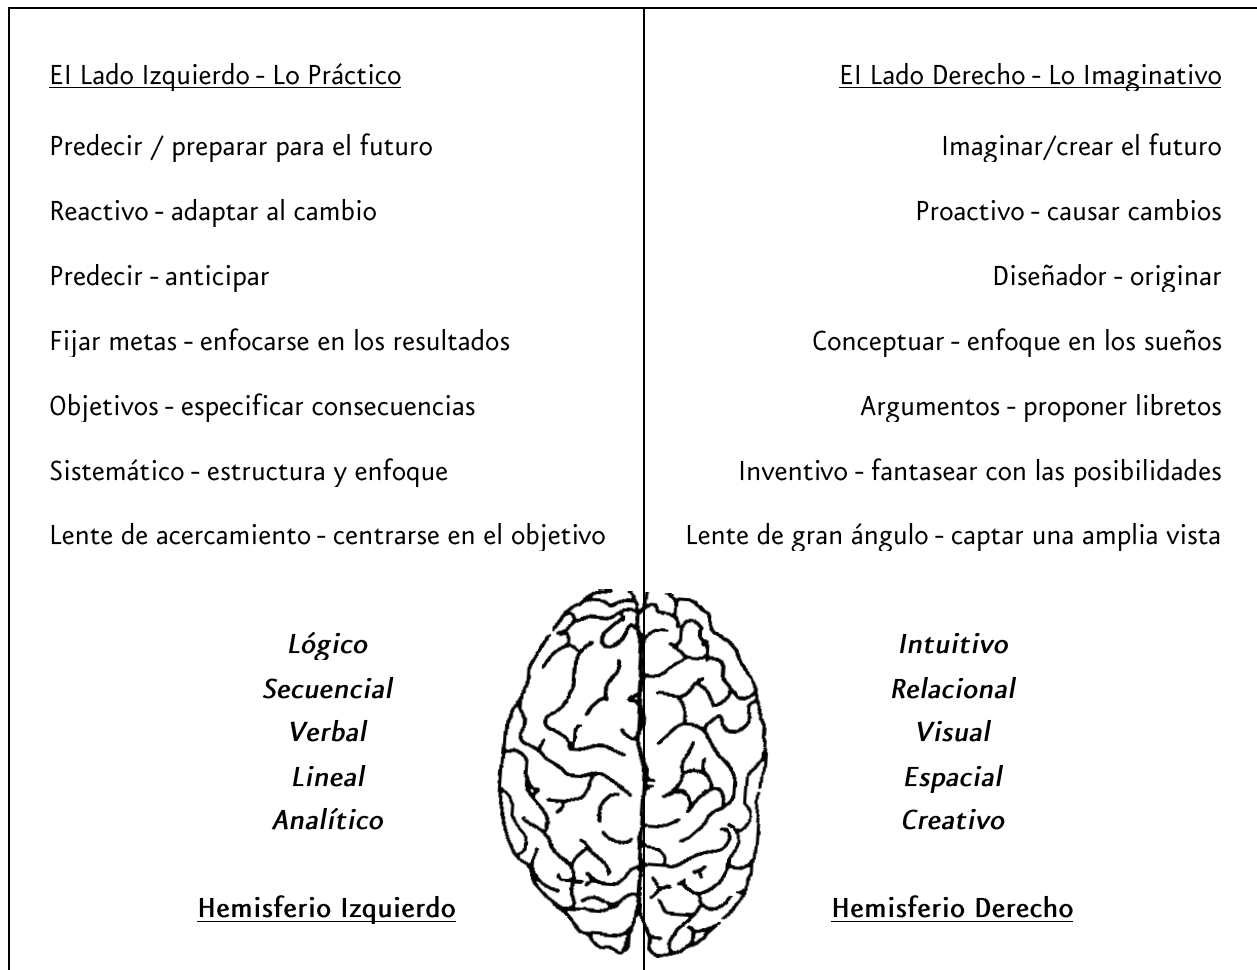 El Lado Izquierdo - Lo Práctico
Predecir / preparar para el futuro
Reactivo - adaptar al cambio
Predecir - anticipar
Fijar metas - enfocarse en los resultados
Objetivos - especificar consecuencias
Sistemático - estructura y enfoque
Lente de acercamiento - centrarse en el objetivo
Lógico
Secuencial
Verbal
Lineal
Analítico
Hemisferio Izquierdo
El Lado Derecho - Lo Imaginativo
Imaginar/crear el futuro
Proactivo - causar cambios
Diseñador - originar
Conceptuar - enfoque en los sueños
Argumentos - proponer libretos
Inventivo - fantasear con las posibilidades
Lente de gran ángulo - captar una amplia vista
Intuitivo
Relacional
Visual
Espacial
Creativo
Hemisferio Derecho